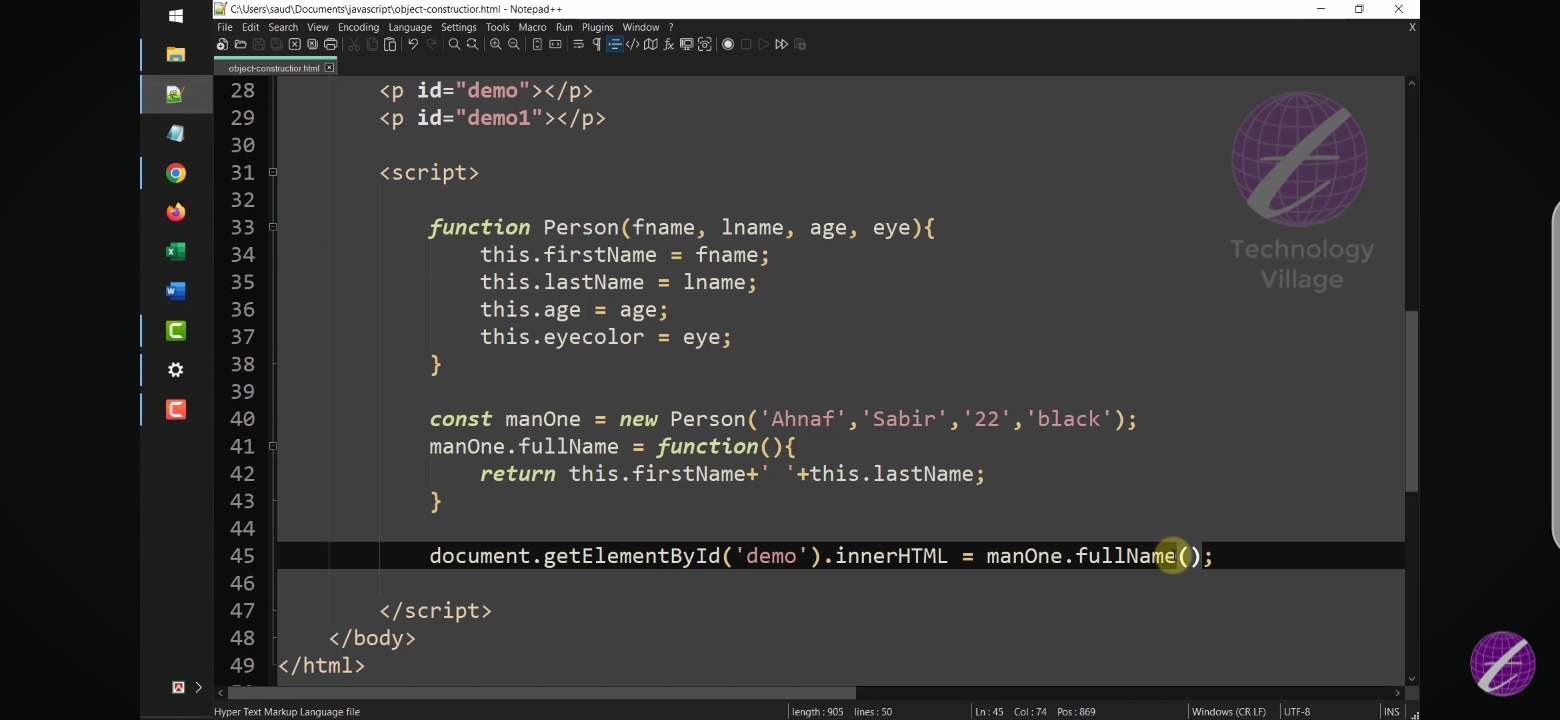 C:\Users\saud\Documents\javascript\object-constructior.html - Notepad++
File Edit Search View Encoding Language Settings Tools Macro Run Plugins Window ? X
object-constructior.html
28 <p id="demo"></p>
29 <p id="demo1"></p>
30
31 <script>
32
33 function Person(fname, lname, age, eye){
34 this.firstName = fname;
35 this.lastName = lname;
36 this.age = age;
37 this.eyecolor = eye;
38 }
39
40 const manOne = new Person('Ahnaf','Sabir','22','black');
41 manOne.fullName = function(){
42 return this.firstName+' '+this.lastName;
43 }
44
45 document.getElementById('demo').innerHTML = manOne.fullName();
46
47 </script>
48 </body>
49 </html>
Technology
Village
Hyper Text Markup Language file length : 905 lines : 50 Ln : 45 Col : 74 Pos : 869 Windows (CR LF) UTF-8 INS